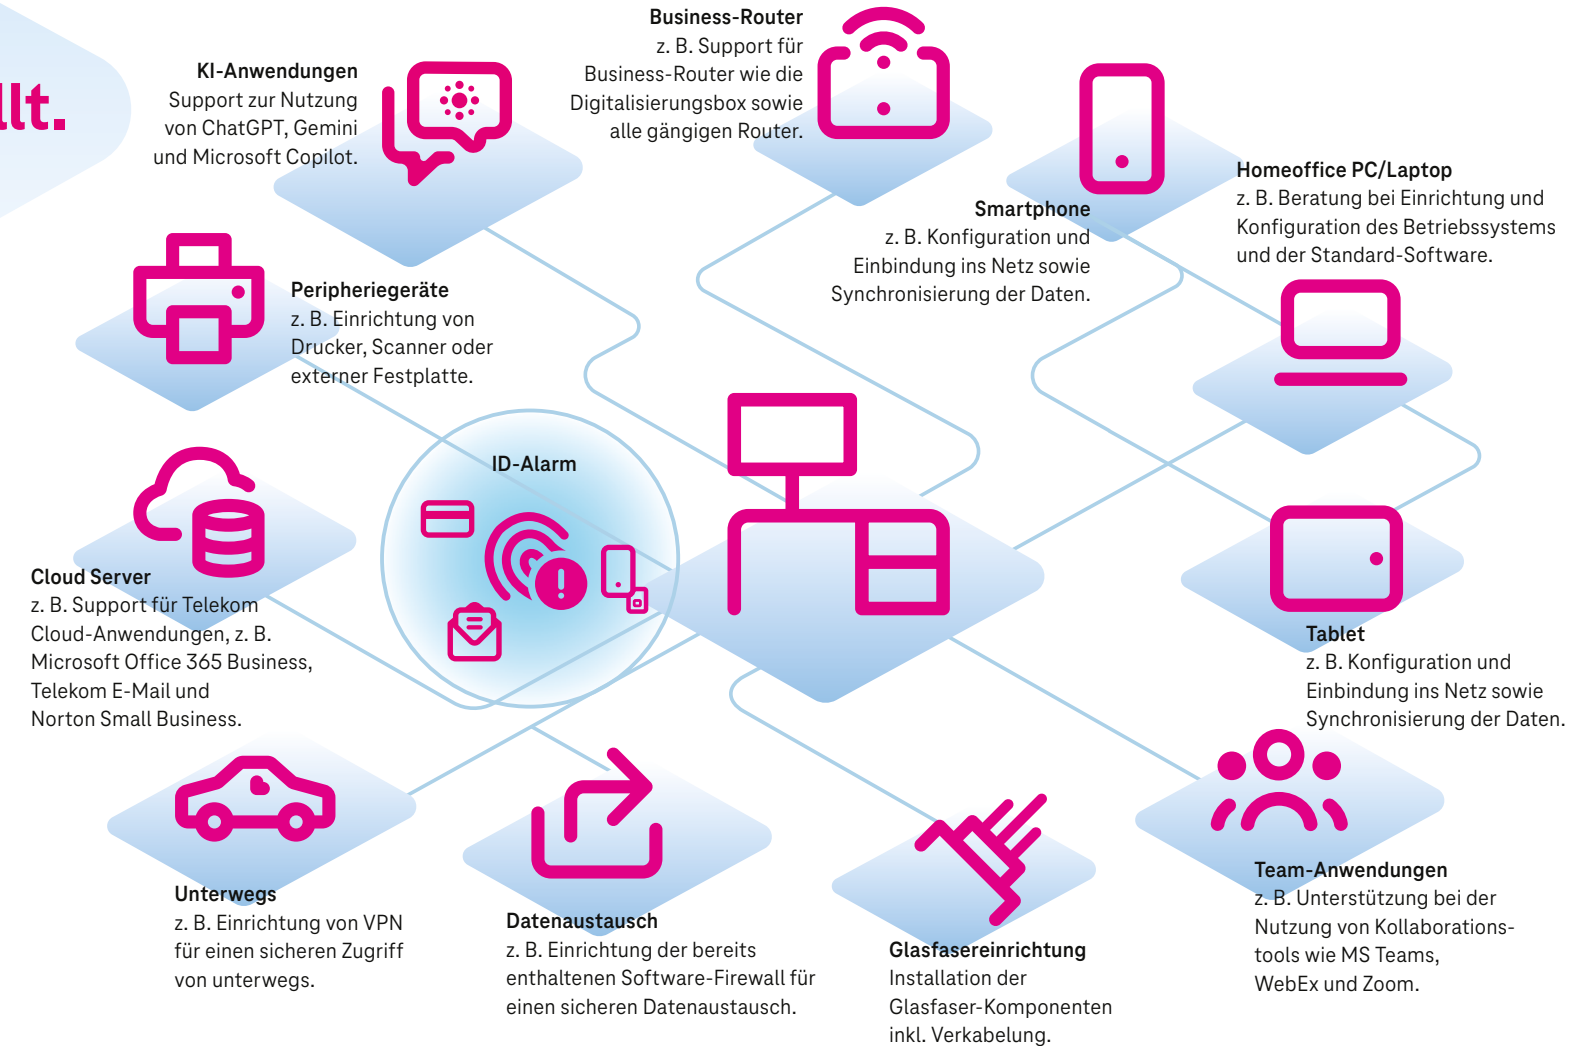 llt.
KI-Anwendungen
Support zur Nutzung
von ChatGPT, Gemini
und Microsoft Copilot.
Business-Router
z. B. Support für
Business-Router wie die
Digitalisierungsbox sowie
alle gängigen Router.
Smartphone
z. B. Konfiguration und
Einbindung ins Netz sowie
Synchronisierung der Daten.
Homeoffice PC/Laptop
z. B. Beratung bei Einrichtung und
Konfiguration des Betriebssystems
und der Standard-Software.
Peripheriegeräte
z. B. Einrichtung von
Drucker, Scanner oder
externer Festplatte.
ID-Alarm
Cloud Server
z. B. Support für Telekom
Cloud-Anwendungen, z. B.
Microsoft Office 365 Business,
Telekom E-Mail und
Norton Small Business.
Tablet
z. B. Konfiguration und
Einbindung ins Netz sowie
Synchronisierung der Daten.
Unterwegs
z. B. Einrichtung von VPN
für einen sicheren Zugriff
von unterwegs.
Datenaustausch
z. B. Einrichtung der bereits
enthaltenen Software-Firewall für
einen sicheren Datenaustausch.
Glasfasereinrichtung
Installation der
Glasfaser-Komponenten
inkl. Verkabelung.
Team-Anwendungen
z. B. Unterstützung bei der
Nutzung von Kollaborations-
tools wie MS Teams,
WebEx und Zoom.